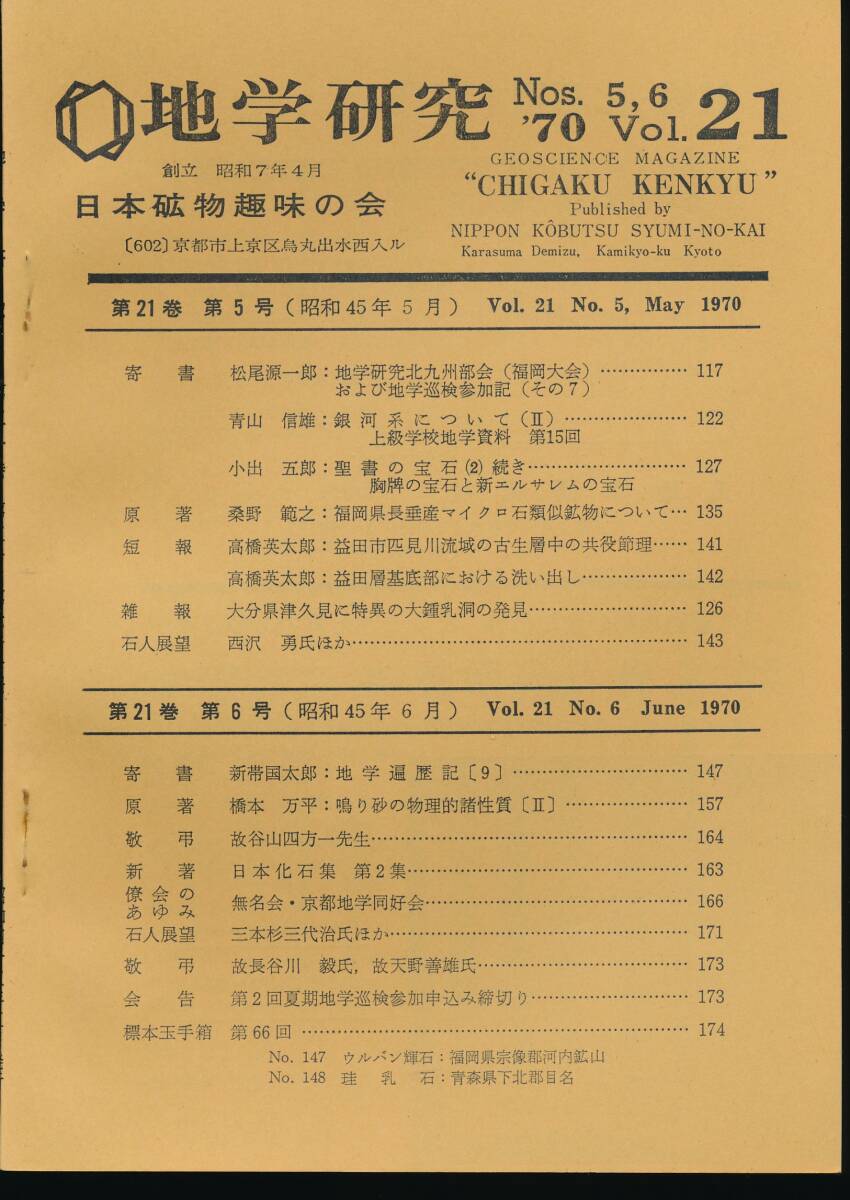 地学研究 Nos. 5, 6 '70 Vol. 21
創立 昭和7年4月
日本砿物趣味の会
〔602〕京都市上京区烏丸出水西入ル
GEOSCIENCE MAGAZINE
“CHIGAKU KENKYU”
Published by
NIPPON KÔBUTSU SYUMI-NO-KAI
Karasuma Demizu, Kamikyo-ku Kyoto
第21巻 第5号(昭和45年5月) Vol. 21 No. 5, May 1970
寄書 松尾源一郎:地学研究北九州部会(福岡大会)…………… 117
および地学巡検参加記(その7)
青山 信雄:銀河系について(Ⅱ)………………… 122
上級学校地学資料 第15回
小出 五郎:聖書の宝石⑵続き……………………… 127
胸牌の宝石と新エルサレムの宝石
原著 桑野 範之:福岡県長垂産マイクロ石類似鉱物について… 135
短報 高橋英太郎:益田市匹見川流域の古生層中の共役節理…… 141
高橋英太郎:益田層基底部における洗い出し……………… 142
雑報 大分県津久見に特異の大鍾乳洞の発見……………………… 126
石人展望 西沢 勇氏ほか………………………………………………… 143
第21巻 第6号(昭和45年6月) Vol. 21 No. 6 June 1970
寄書 新帯国太郎:地学遍歴記〔9〕………………………… 147
原著 橋本 万平:鳴り砂の物理的諸性質〔Ⅱ〕………………… 157
敬弔 故谷山四方一先生……………………………………………… 164
新著 日本化石集 第2集………………………………………… 163
僚会の
あゆみ 無名会・京都地学同好会……………………………………… 166
石人展望 三本杉三代治氏ほか…………………………………………… 171
敬弔 故長谷川 毅氏,故天野善雄氏……………………………… 173
会告 第2回夏期地学巡検参加申込み締切り……………………… 173
標本玉手箱 第66回 ………………………………………………………… 174
No. 147 ウルバン輝石:福岡県宗像郡河内鉱山
No. 148 珪乳石:青森県下北郡目名